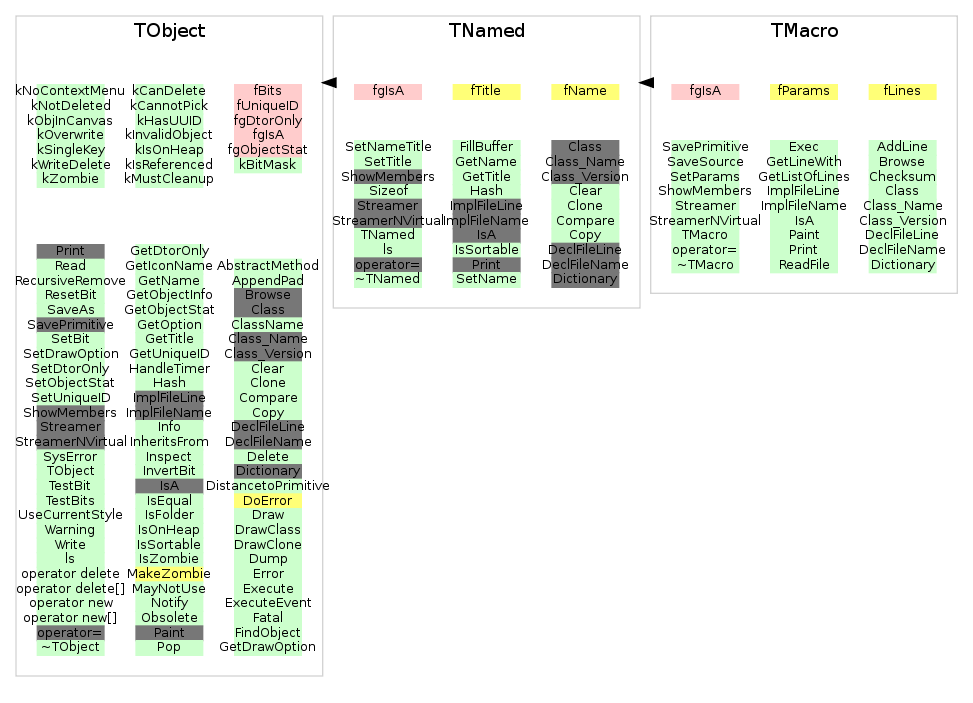 TObject
kNoContextMenu kCanDelete fBits
kNotDeleted kCannotPick fUniqueID
kObjInCanvas kHasUUID fgDtorOnly
kOverwrite kInvalidObject fgIsA
kSingleKey kIsOnHeap fgObjectStat
kWriteDelete kIsReferenced kBitMask
kZombie kMustCleanup
Print GetDtorOnly
Read GetIconName AbstractMethod
RecursiveRemove GetName AppendPad
ResetBit GetObjectInfo Browse
SaveAs GetObjectStat Class
SavePrimitive GetOption ClassName
SetBit GetTitle Class_Name
SetDrawOption GetUniqueID Class_Version
SetDtorOnly HandleTimer Clear
SetObjectStat Hash Clone
SetUniqueID ImplFileLine Compare
ShowMembers ImplFileName Copy
Streamer Info DeclFileLine
StreamerNVirtual InheritsFrom DeclFileName
SysError Inspect Delete
TObject InvertBit Dictionary
TestBit IsA DistancetoPrimitive
TestBits IsEqual DoError
UseCurrentStyle IsFolder Draw
Warning IsOnHeap DrawClass
Write IsSortable DrawClone
ls IsZombie Dump
operator delete MakeZombie Error
operator delete[] MayNotUse Execute
operator new Notify ExecuteEvent
operator new[] Obsolete Fatal
operator= Paint FindObject
~TObject Pop GetDrawOption
TNamed
fgIsA fTitle fName
SetNameTitle FillBuffer Class
SetTitle GetName Class_Name
ShowMembers GetTitle Class_Version
Sizeof Hash Clear
Streamer ImplFileLine Clone
StreamerNVirtual ImplFileName Compare
TNamed IsA Copy
ls IsSortable DeclFileLine
operator= Print DeclFileName
~TNamed SetName Dictionary
TMacro
fgIsA fParams fLines
SavePrimitive Exec AddLine
SaveSource GetLineWith Browse
SetParams GetListOfLines Checksum
ShowMembers ImplFileLine Class
Streamer ImplFileName Class_Name
StreamerNVirtual IsA Class_Version
TMacro Paint DeclFileLine
operator= Print DeclFileName
~TMacro ReadFile Dictionary